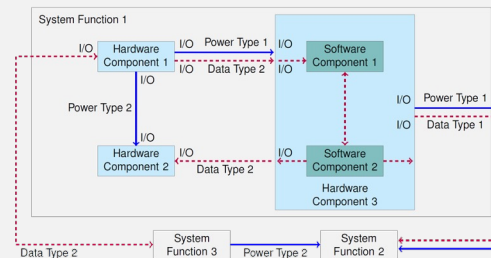 System Function 1
I/O
Hardware
Component 1
I/O
Power Type 1
I/O
I/O
Data Type 2
I/O
Software
Component 1
I/O
Power Type 2
I/O
Power Type 1
I/O
Data Type 1
I/O
Hardware
Component 2
I/O
Data Type 2
I/O
Software
Component 2
Hardware
Component 3
Data Type 2
System
Function 3
Power Type 2
System
Function 2